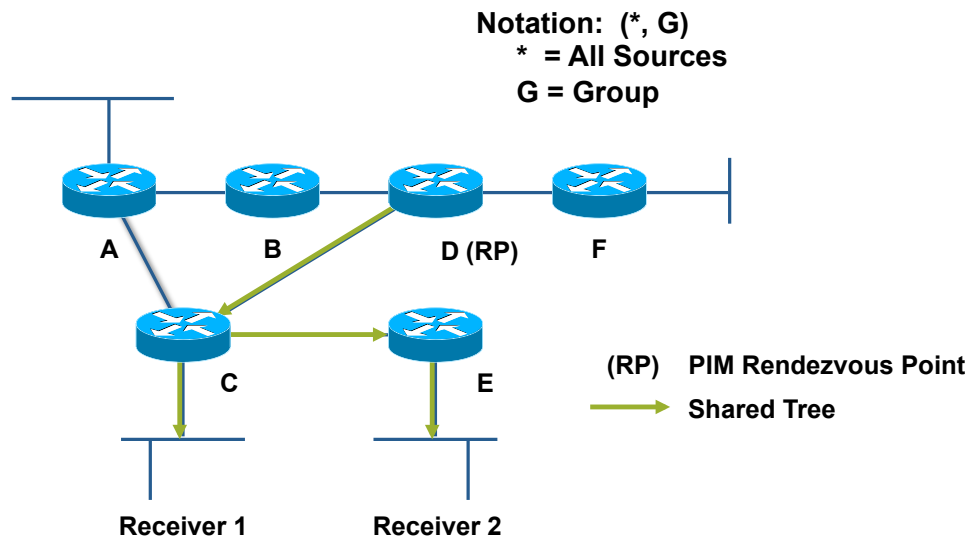 Notation: (*, G)
* = All Sources
G = Group
A
B
D (RP)
F
C
E
(RP) PIM Rendezvous Point
Shared Tree
Receiver 1
Receiver 2